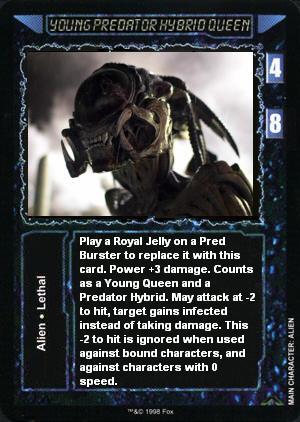 YOUNG PREDATOR HYBRID QUEEN
4
8
Play a Royal Jelly on a Pred
Burster to replace it with this
card. Power +3 damage. Counts
as a Young Queen and a
Predator Hybrid. May attack at -2
to hit, target gains infected
instead of taking damage. This
-2 to hit is ignored when used
against bound characters, and
against characters with 0
speed.
Alien • Lethal
MAIN CHARACTER: ALIEN
™&© 1998 Fox